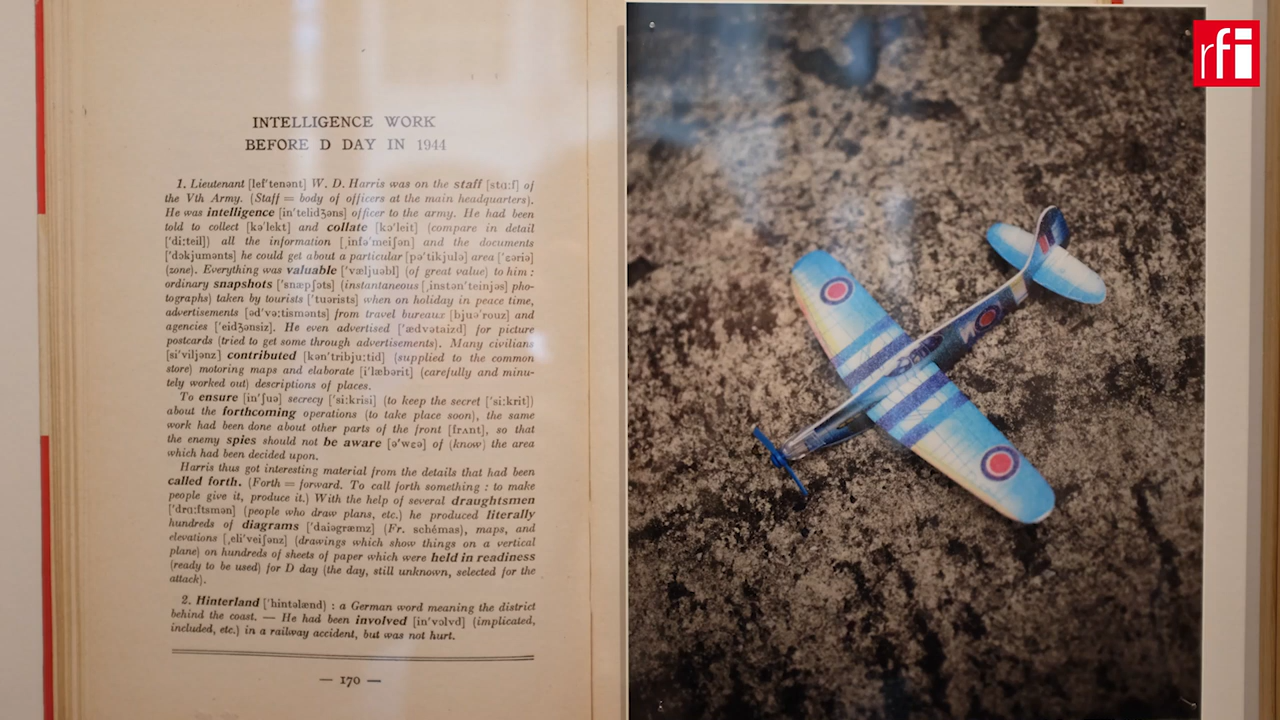 INTELLIGENCE WORK
BEFORE D DAY IN 1944
1. Lieutenant [lef'tenənt] W. D. Harris was on the staff [stɑ:f] of
the Vth Army. (Staff = body of officers at the main headquarters).
He was intelligence [in'telidʒəns] officer to the army. He had been
told to collect [kə'lekt] and collate [kə'leit] (compare in detail
['di:teil]) all the information [ˌinfə'meiʃən] and the documents
['dɔkjumənts] he could get about a particular [pə'tikjulə] area ['ɛəriə]
(zone). Everything was valuable ['væljuəbl] (of great value) to him :
ordinary snapshots ['snæpʃɔts] (instantaneous [ˌinstən'teinjəs] pho-
tographs) taken by tourists ['tuərists] when on holiday in peace time,
advertisements [əd'və:tismənts] from travel bureaux [bjuə'rouz] and
agencies ['eidʒənsiz]. He even advertised ['ædvətaizd] for picture
postcards (tried to get some through advertisements). Many civilians
[si'viljənz] contributed [kən'tribju:tid] (supplied to the common
store) motoring maps and elaborate [i'læbərit] (carefully and minu-
tely worked out) descriptions of places.
To ensure [in'ʃuə] secrecy ['si:krisi] (to keep the secret ['si:krit])
about the forthcoming operations (to take place soon), the same
work had been done about other parts of the front [frʌnt], so that
the enemy spies should not be aware [ə'wɛə] of (know) the area
which had been decided upon.
Harris thus got interesting material from the details that had been
called forth. (Forth = forward. To call forth something : to make
people give it, produce it.) With the help of several draughtsmen
['drɑ:ftsmən] (people who draw plans, etc.) he produced literally
hundreds of diagrams ['daiəgræmz] (Fr. schémas), maps, and
elevations [ˌeli'veiʃənz] (drawings which show things on a vertical
plane) on hundreds of sheets of paper which were held in readiness
(ready to be used) for D day (the day, still unknown, selected for the
attack).
2. Hinterland ['hintəlænd) : a German word meaning the district
behind the coast. — He had been involved [in'vɔlvd] (implicated,
included, etc.) in a railway accident, but was not hurt.
— 170 —
rfi